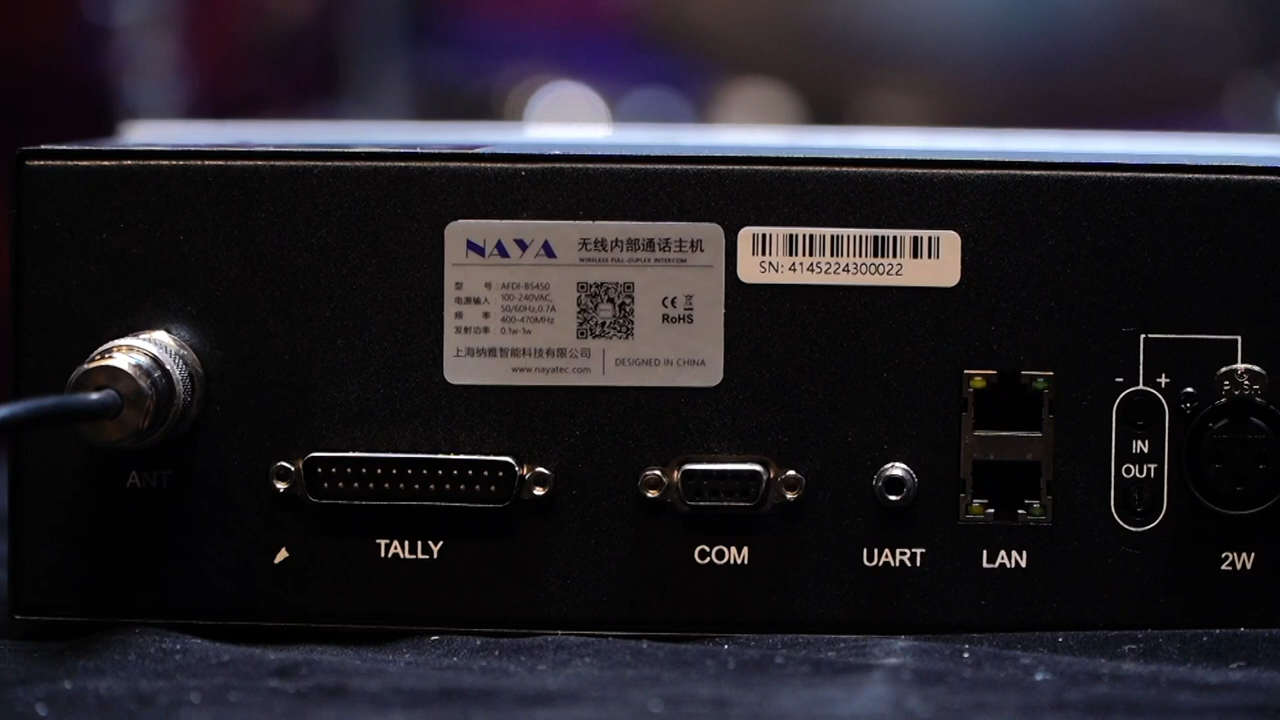 NAYA 无线内部通话主机
WIRELESS FULL-DUPLEX INTERCOM
型 号: AFDI-BS450
电源输入: 100-240VAC,
50/60Hz,0.7A
频 率: 400-470MHz
发射功率: 0.1w-1w
CE
RoHS
上海纳雅智能科技有限公司
www.nayatec.com
DESIGNED IN CHINA
SN: 4145224300022
ANT
TALLY
COM
UART
LAN
- +
IN
OUT
PUSH
2W